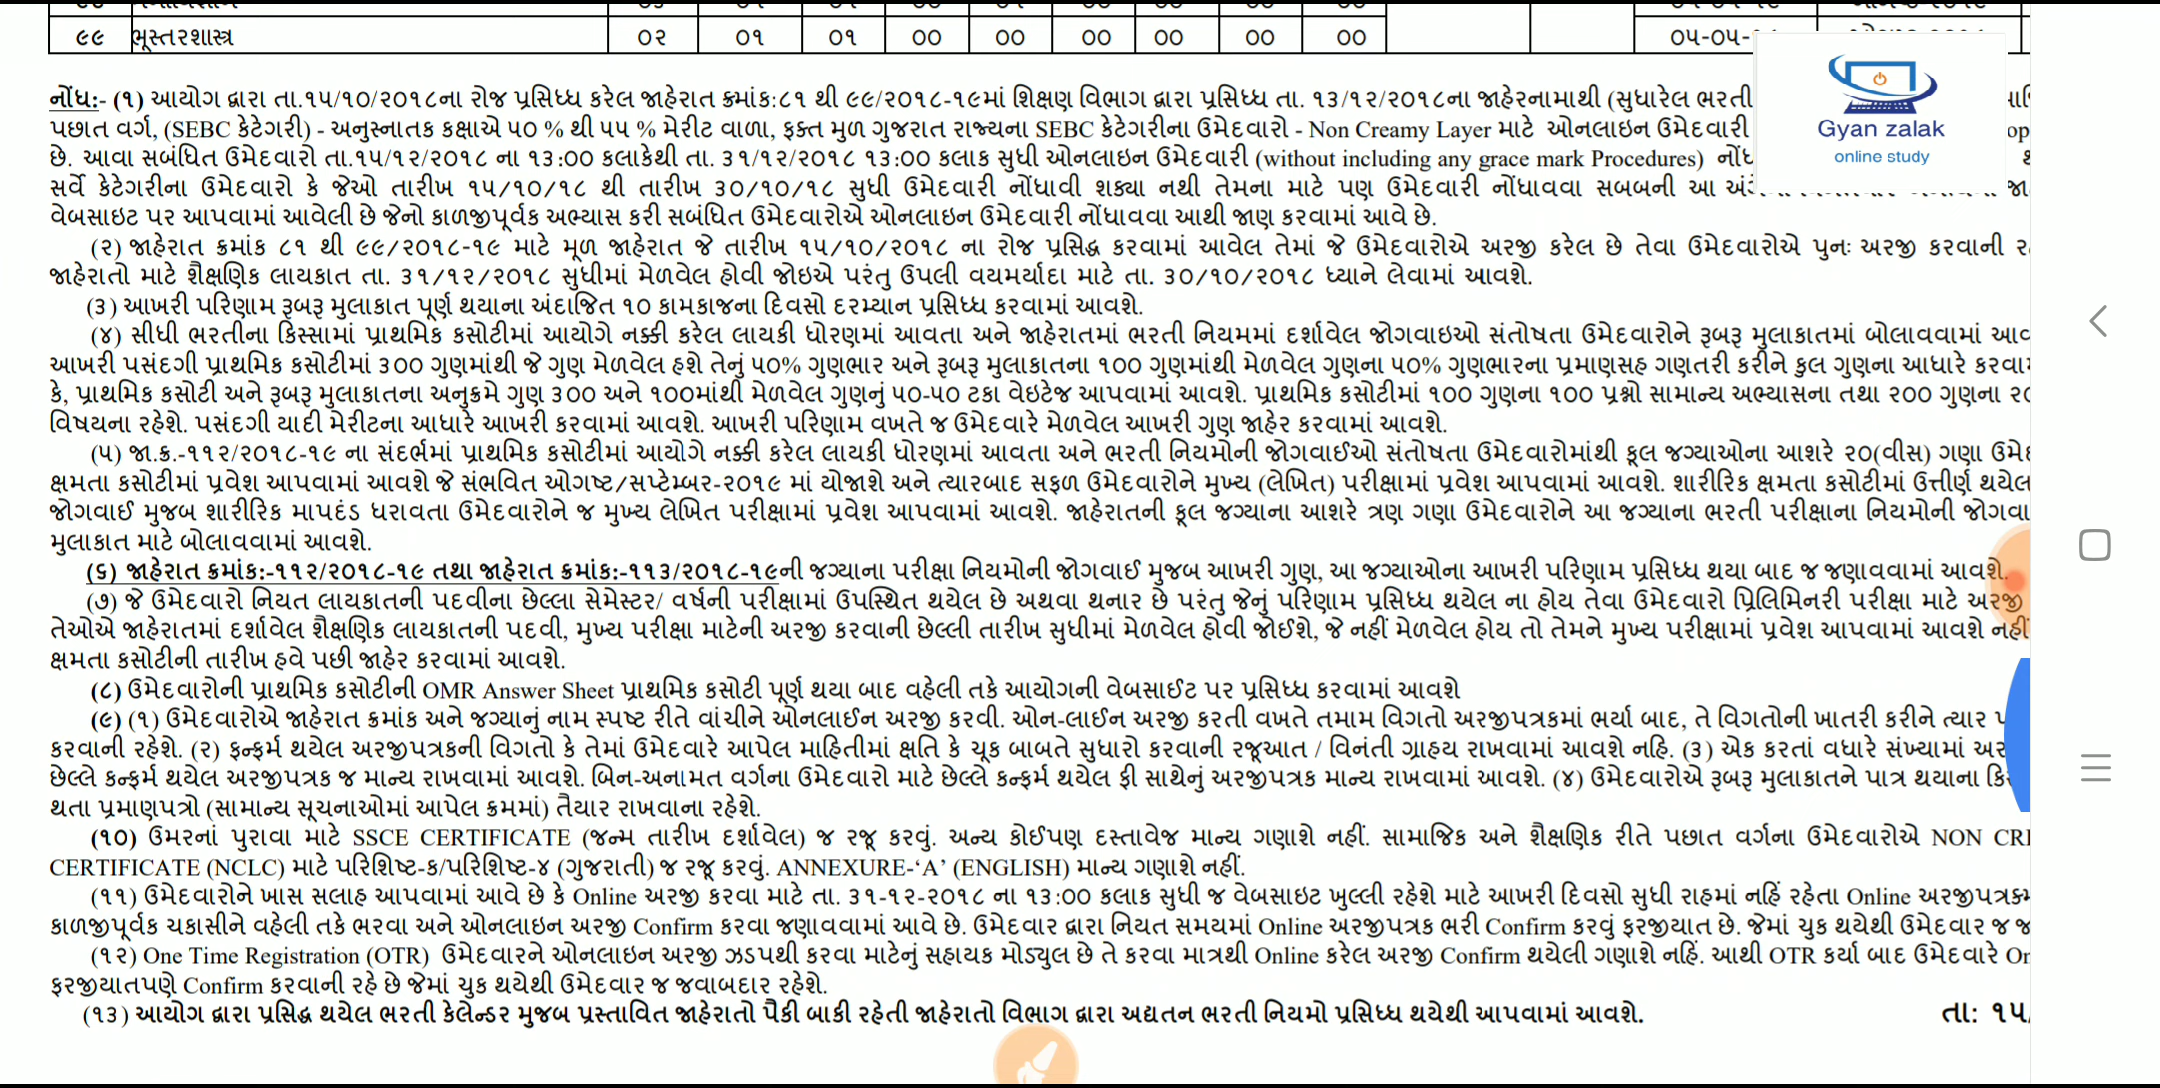 ૯૯ ભૂસ્તરશાસ્ત્ર ૦૨ ૦૧ ૦૧ ૦૦ ૦૦ ૦૦ ૦૦ ૦૦ ૦૦ ૦૫-૦૫-
નોંધઃ- (૧) આયોગ દ્વારા તા.૧૫/૧૦/૨૦૧૮ના રોજ પ્રસિધ્ધ કરેલ જાહેરાત ક્માંક:૮૧ થી ૯૯/૨૦૧૮-૧૯માં શિક્ષણ વિભાગ દ્વારા પ્રસિધ્ધ તા. ૧૩/૧૨/૨૦૧૮ના જાહેરનામાથી (સુધારેલ ભરતી
પછાત વર્ગ, (SEBC કેટેગરી) - અનુસ્નાતક કક્ષાએ ૫૦ % થી ૫૫ % મેરીટ વાળા, ફક્ત મુળ ગુજરાત રાજ્યના SEBC કેટેગરીના ઉમેદવારો - Non Creamy Layer માટે ઓનલાઇન ઉમેદવારી
છે. આવા સબંધિત ઉમેદવારો તા.૧૫/૧૨/૨૦૧૮ ના ૧૩:૦૦ કલાકેથી તા. ૩૧/૧૨/૨૦૧૮ ૧૩:૦૦ કલાક સુધી ઓનલાઇન ઉમેદવારી (without including any grace mark Procedures)
સર્વે કેટેગરીના ઉમેદવારો કે જેઓ તારીખ ૧૫/૧૦/૧૮ થી તારીખ ૩૦/૧૦/૧૮ સુધી ઉમેદવારી નોંધાવી શક્યા નથી તેમના માટે પણ ઉમેદવારી નોંધાવવા સબબની આ
વેબસાઇટ પર આપવામાં આવેલી છે જેનો કાળજીપૂર્વક અભ્યાસ કરી સબંધિત ઉમેદવારોએ ઓનલાઇન ઉમેદવારી નોંધાવવા આથી જાણ કરવામાં આવે છે.
Gyan zalak
online study
(૨) જાહેરાત ક્રમાંક ૮૧ થી ૯૯/૨૦૧૮-૧૯ માટે મૂળ જાહેરાત જે તારીખ ૧૫/૧૦/૨૦૧૮ ના રોજ પ્રસિદ્ધ કરવામાં આવેલ તેમાં જે ઉમેદવારોએ અરજી કરેલ છે તેવા ઉમેદવારોએ પુનઃ અરજી કરવાની
જાહેરાતો માટે શૈક્ષણિક લાયકાત તા. ૩૧/૧૨/૨૦૧૮ સુધીમાં મેળવેલ હોવી જોઇએ પરંતુ ઉપલી વયમર્યાદા માટે તા. ૩૦/૧૦/૨૦૧૮ ધ્યાને લેવામાં આવશે.
(૩) આખરી પરિણામ રૂબરૂ મુલાકાત પૂર્ણ થયાના અંદાજિત ૧૦ કામકાજના દિવસો દરમ્યાન પ્રસિધ્ધ કરવામાં આવશે.
(૪) સીધી ભરતીના કિસ્સામાં પ્રાથમિક કસોટીમાં આયોગે નક્કી કરેલ લાયકી ધોરણમાં આવતા અને જાહેરાતમાં ભરતી નિયમમાં દર્શાવેલ જોગવાઇઓ સંતોષતા ઉમેદવારોને રૂબરૂ મુલાકાતમાં બોલાવવામાં
આખરી પસંદગી પ્રાથમિક કસોટીમાં ૩૦૦ ગુણમાંથી જે ગુણ મેળવેલ હશે તેનું ૫૦% ગુણભાર અને રૂબરૂ મુલાકાતના ૧૦૦ ગુણમાંથી મેળવેલ ગુણના ૫૦% ગુણભારના પ્રમાણસહ ગણતરી કરીને કુલ ગુણના આધારે
કે, પ્રાથમિક કસોટી અને રૂબરૂ મુલાકાતના અનુક્રમે ગુણ ૩૦૦ અને ૧૦૦માંથી મેળવેલ ગુણનું ૫૦-૫૦ ટકા વેઇટેજ આપવામાં આવશે. પ્રાથમિક કસોટીમાં ૧૦૦ ગુણના ૧૦૦ પ્રશ્નો સામાન્ય અભ્યાસના તથા ૨૦૦ ગુણના
વિષયના રહેશે. પસંદગી યાદી મેરીટના આધારે આખરી કરવામાં આવશે. આખરી પરિણામ વખતે જ ઉમેદવારે મેળવેલ આખરી ગુણ જાહેર કરવામાં આવશે.
(૫) જા.ક્ર.-૧૧૨/૨૦૧૮-૧૯ ના સંદર્ભમાં પ્રાથમિક કસોટીમાં આયોગે નક્કી કરેલ લાયકી ધોરણમાં આવતા અને ભરતી નિયમોની જોગવાઈઓ સંતોષતા ઉમેદવારોમાંથી કૂલ જગ્યાઓના આશરે ૨૦(વીસ) ગણા
ક્ષમતા કસોટીમાં પ્રવેશ આપવામાં આવશે જે સંભવિત ઓગષ્ટ/સપ્ટેમ્બર-૨૦૧૯ માં યોજાશે અને ત્યારબાદ સફળ ઉમેદવારોને મુખ્ય (લેખિત) પરીક્ષામાં પ્રવેશ આપવામાં આવશે. શારીરિક ક્ષમતા કસોટીમાં ઉત્તીર્ણ થયેલ
જોગવાઈ મુજબ શારીરિક માપદંડ ધરાવતા ઉમેદવારોને જ મુખ્ય લેખિત પરીક્ષામાં પ્રવેશ આપવામાં આવશે. જાહેરાતની કૂલ જગ્યાના આશરે ત્રણ ગણા ઉમેદવારોને આ જગ્યાના ભરતી પરીક્ષાના નિયમોની
મુલાકાત માટે બોલાવવામાં આવશે.
(૬) જાહેરાત ક્રમાંક:-૧૧૨/૨૦૧૮-૧૯ તથા જાહેરાત ક્રમાંક:-૧૧૩/૨૦૧૮-૧૯ની જગ્યાના પરીક્ષા નિયમોની જોગવાઈ મુજબ આખરી ગુણ, આ જગ્યાઓના આખરી પરિણામ પ્રસિધ્ધ થયા બાદ જ જણાવવામાં આવશે.
(૭) જે ઉમેદવારો નિયત લાયકાતની પદવીના છેલ્લા સેમેસ્ટર/ વર્ષની પરીક્ષામાં ઉપસ્થિત થયેલ છે અથવા થનાર છે પરંતુ જેનું પરિણામ પ્રસિધ્ધ થયેલ ના હોય તેવા ઉમેદવારો પ્રિલિમિનરી પરીક્ષા માટે અરજી
તેઓએ જાહેરાતમાં દર્શાવેલ શૈક્ષણિક લાયકાતની પદવી, મુખ્ય પરીક્ષા માટેની અરજી કરવાની છેલ્લી તારીખ સુધીમાં મેળવેલ હોવી જોઈશે, જે નહીં મેળવેલ હોય તો તેમને મુખ્ય પરીક્ષામાં પ્રવેશ આપવામાં આવશે નહીં
ક્ષમતા કસોટીની તારીખ હવે પછી જાહેર કરવામાં આવશે.
(૮) ઉમેદવારોની પ્રાથમિક કસોટીની OMR Answer Sheet પ્રાથમિક કસોટી પૂર્ણ થયા બાદ વહેલી તકે આયોગની વેબસાઈટ પર પ્રસિધ્ધ કરવામાં આવશે
(૯) (૧) ઉમેદવારોએ જાહેરાત ક્રમાંક અને જગ્યાનું નામ સ્પષ્ટ રીતે વાંચીને ઓનલાઈન અરજી કરવી. ઓન-લાઈન અરજી કરતી વખતે તમામ વિગતો અરજીપત્રકમાં ભર્યા બાદ, તે વિગતોની ખાતરી કરીને ત્યાર
કરવાની રહેશે. (૨) કન્ફર્મ થયેલ અરજીપત્રકની વિગતો કે તેમાં ઉમેદવારે આપેલ માહિતીમાં ક્ષતિ કે ચૂક બાબતે સુધારો કરવાની રજૂઆત / વિનંતી ગ્રાહય રાખવામાં આવશે નહિ. (૩) એક કરતાં વધારે સંખ્યામાં
છેલ્લે કન્ફર્મ થયેલ અરજીપત્રક જ માન્ય રાખવામાં આવશે. બિન-અનામત વર્ગના ઉમેદવારો માટે છેલ્લે કન્ફર્મ થયેલ ફી સાથેનું અરજીપત્રક માન્ય રાખવામાં આવશે. (૪) ઉમેદવારોએ રૂબરૂ મુલાકાતને પાત્ર થયાના
થતા પ્રમાણપત્રો (સામાન્ય સૂચનાઓમાં આપેલ ક્રમમાં) તૈયાર રાખવાના રહેશે.
(૧૦) ઉમરનાં પુરાવા માટે SSCE CERTIFICATE (જન્મ તારીખ દર્શાવેલ) જ રજૂ કરવું. અન્ય કોઈપણ દસ્તાવેજ માન્ય ગણાશે નહીં. સામાજિક અને શૈક્ષણિક રીતે પછાત વર્ગના ઉમેદવારોએ NON
CERTIFICATE (NCLC) માટે પરિશિષ્ટ-ક/પરિશિષ્ટ-૪ (ગુજરાતી) જ રજૂ કરવું. ANNEXURE-‘A’ (ENGLISH) માન્ય ગણાશે નહીં.
(૧૧) ઉમેદવારોને ખાસ સલાહ આપવામાં આવે છે કે Online અરજી કરવા માટે તા. ૩૧-૧૨-૨૦૧૮ ના ૧૩:૦૦ કલાક સુધી જ વેબસાઇટ ખુલ્લી રહેશે માટે આખરી દિવસો સુધી રાહમાં નહિં રહેતા Online
કાળજીપૂર્વક ચકાસીને વહેલી તકે ભરવા અને ઓનલાઇન અરજી Confirm કરવા જણાવવામાં આવે છે. ઉમેદવાર દ્વારા નિયત સમયમાં Online અરજીપત્રક ભરી Confirm કરવું ફરજીયાત છે. જેમાં ચુક થયેથી ઉમેદવાર જ
(૧૨) One Time Registration (OTR) ઉમેદવારને ઓનલાઇન અરજી ઝડપથી કરવા માટેનું સહાયક મોડ્યુલ છે તે કરવા માત્રથી Online કરેલ અરજી Confirm થયેલી ગણાશે નહિં. આથી OTR કર્યા બાદ ઉમેદવારે
ફરજીયાતપણે Confirm કરવાની રહે છે જેમાં ચુક થયેથી ઉમેદવાર જ જવાબદાર રહેશે.
(૧૩) આયોગ દ્વારા પ્રસિદ્ધ થયેલ ભરતી કેલેન્ડર મુજબ પ્રસ્તાવિત જાહેરાતો પૈકી બાકી રહેતી જાહેરાતો વિભાગ દ્વારા અદ્યતન ભરતી નિયમો પ્રસિધ્ધ થયેથી આપવામાં આવશે. તા: ૧૫